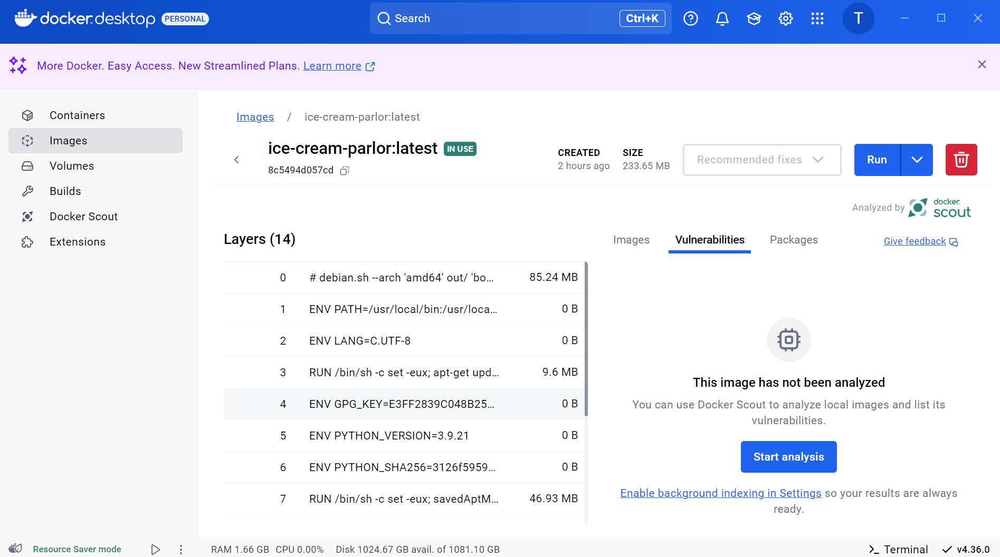 docker desktop PERSONAL
Search Ctrl+K
T
More Docker. Easy Access. New Streamlined Plans. Learn more
Containers
Images
Volumes
Builds
Docker Scout
Extensions
Images / ice-cream-parlor:latest
ice-cream-parlor:latest IN USE
8c5494d057cd
CREATED
2 hours ago
SIZE
233.65 MB
Recommended fixes
Run
Analyzed by docker scout
Layers (14)
Images Vulnerabilities Packages Give feedback
0 # debian.sh --arch 'amd64' out/ 'bo… 85.24 MB
1 ENV PATH=/usr/local/bin:/usr/loca… 0 B
2 ENV LANG=C.UTF-8 0 B
3 RUN /bin/sh -c set -eux; apt-get upd… 9.6 MB
4 ENV GPG_KEY=E3FF2839C048B25… 0 B
5 ENV PYTHON_VERSION=3.9.21 0 B
6 ENV PYTHON_SHA256=3126f5959… 0 B
7 RUN /bin/sh -c set -eux; savedAptM… 46.93 MB
This image has not been analyzed
You can use Docker Scout to analyze local images and list its
vulnerabilities.
Start analysis
Enable background indexing in Settings so your results are always
ready.
Resource Saver mode
RAM 1.66 GB CPU 0.00% Disk 1024.67 GB avail. of 1081.10 GB
>_ Terminal
v4.36.0